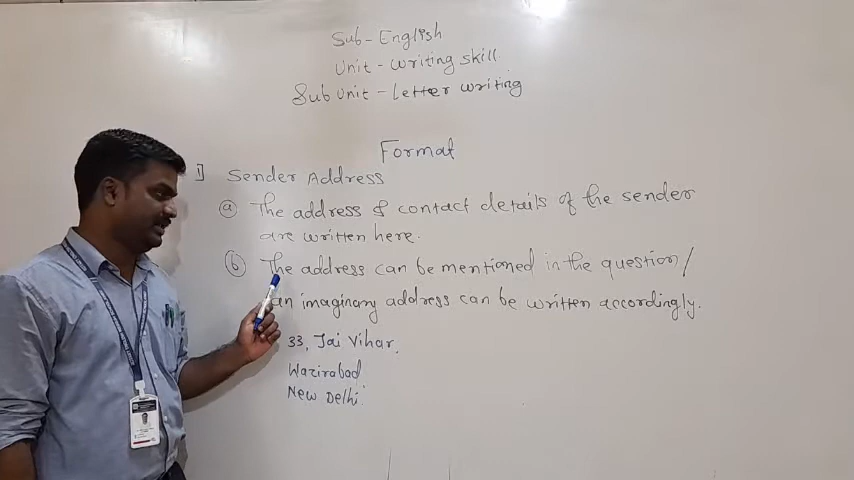 Sub - English
Unit - Writing skill
Sub Unit - Letter writing
Format
1] Sender Address
(a) The address & contact details of the sender
are written here.
(b) The address can be mentioned in the question/
an imaginary address can be written accordingly.
33, Jai Vihar,
Wazirabad
New Delhi